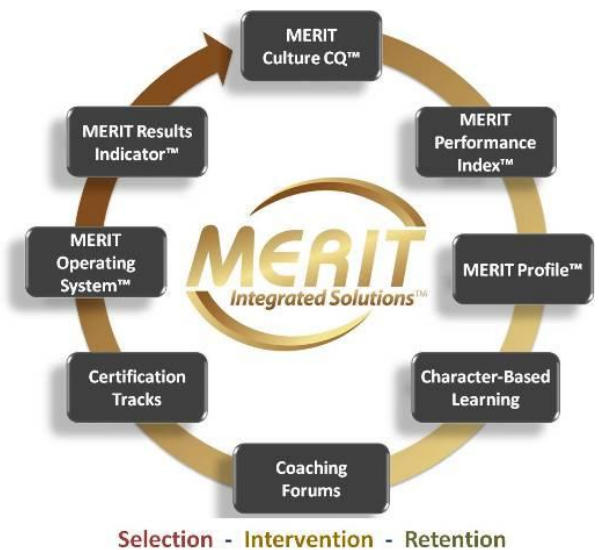 MERIT
Culture CQ™
MERIT
Performance
Index™
MERIT Profile™
Character-Based
Learning
Coaching
Forums
Certification
Tracks
MERIT
Operating
System™
MERIT Results
Indicator™
MERIT
Integrated Solutions™
Selection - Intervention - Retention